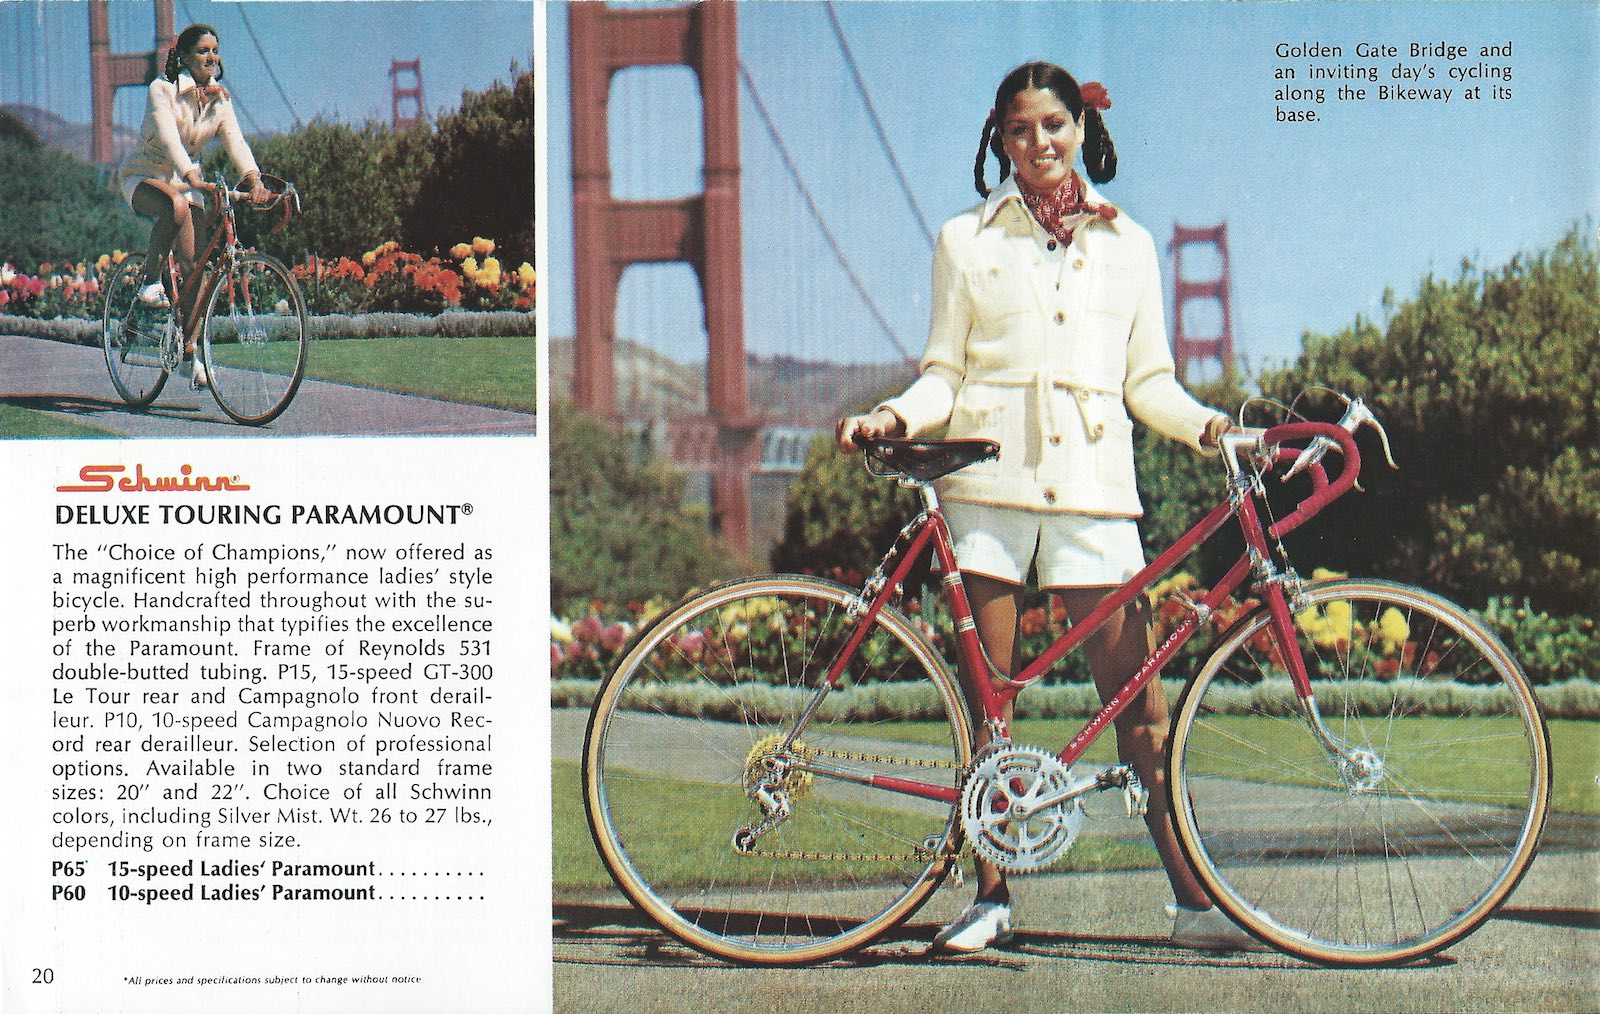 Golden Gate Bridge and
an inviting day's cycling
along the Bikeway at its
base.
Schwinn®
DELUXE TOURING PARAMOUNT®
The "Choice of Champions," now offered as
a magnificent high performance ladies' style
bicycle. Handcrafted throughout with the su-
perb workmanship that typifies the excellence
of the Paramount. Frame of Reynolds 531
double-butted tubing. P15, 15-speed GT-300
Le Tour rear and Campagnolo front derail-
leur. P10, 10-speed Campagnolo Nuovo Rec-
ord rear derailleur. Selection of professional
options. Available in two standard frame
sizes: 20" and 22". Choice of all Schwinn
colors, including Silver Mist. Wt. 26 to 27 lbs.,
depending on frame size.
P65 15-speed Ladies' Paramount..........
P60 10-speed Ladies' Paramount..........
SCHWINN + PARAMOUNT
20
*All prices and specifications subject to change without notice